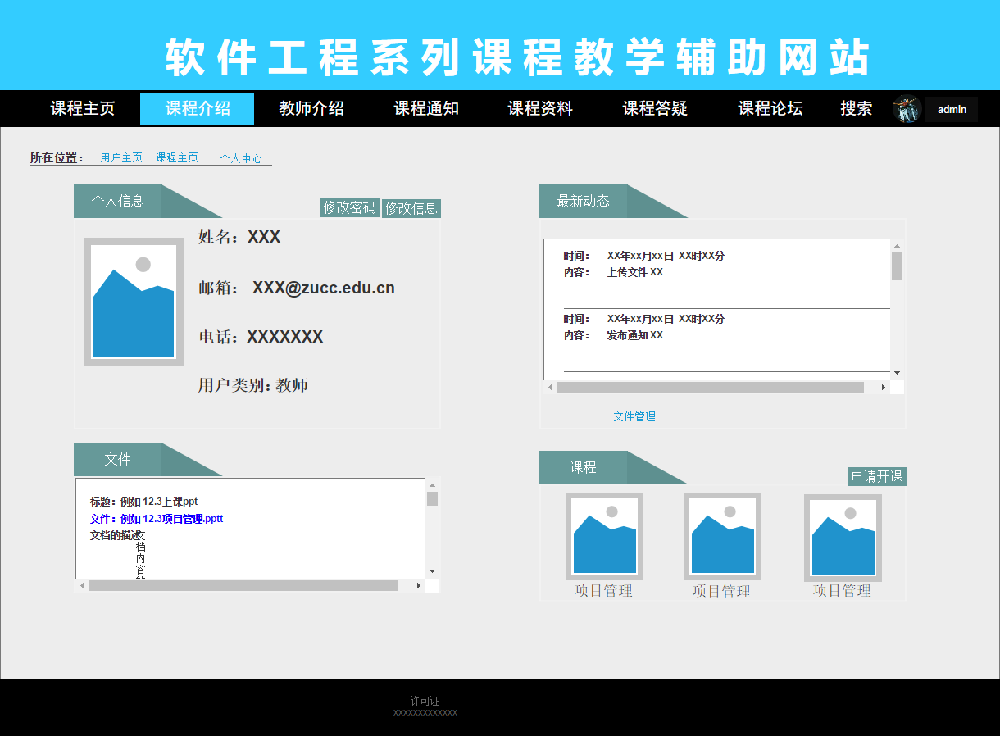 软件工程系列课程教学辅助网站
课程主页 课程介绍 教师介绍 课程通知 课程资料 课程答疑 课程论坛 搜索 admin
所在位置： 用户主页 课程主页 个人中心
个人信息
修改密码 修改信息
姓名：XXX
邮箱： XXX@zucc.edu.cn
电话：XXXXXXX
用户类别: 教师
最新动态
时间： XX年xx月xx日 XX时XX分
内容： 上传文件 XX
时间： XX年xx月xx日 XX时XX分
内容： 发布通知 XX
文件管理
文件
标题：例如 12.3上课ppt
文件：例如 12.3项目管理.pptt
文档的描述
文
档
内
容
课程
申请开课
项目管理 项目管理 项目管理
许可证
xxxxxxxxxxxxx